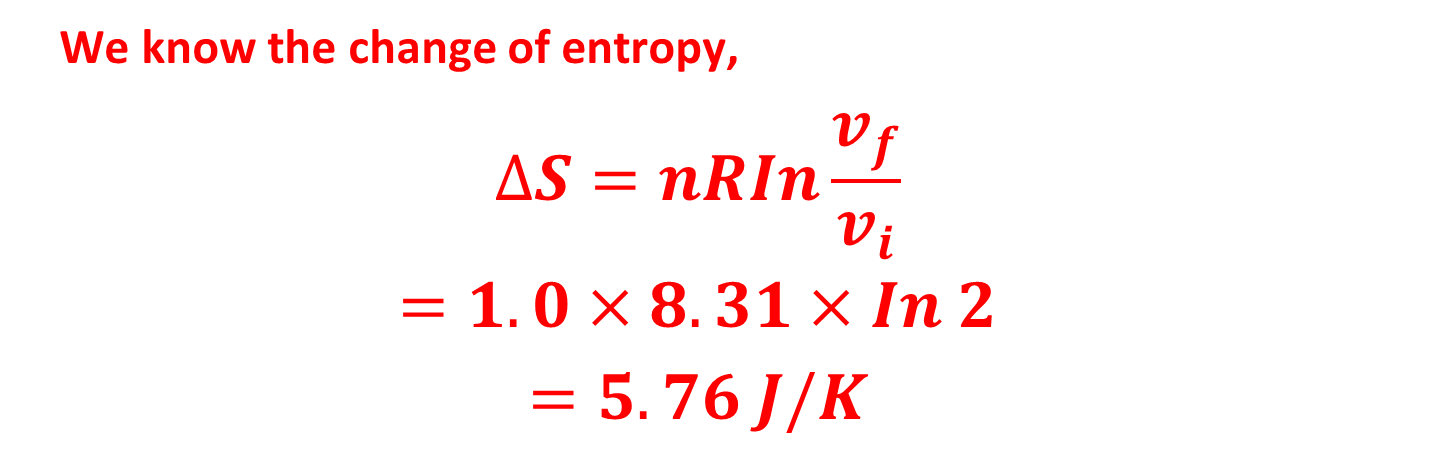 We know the change of entropy,
ΔS = nRIn v_f/v_i
= 1.0 × 8.31 × In 2
= 5.76 J/K